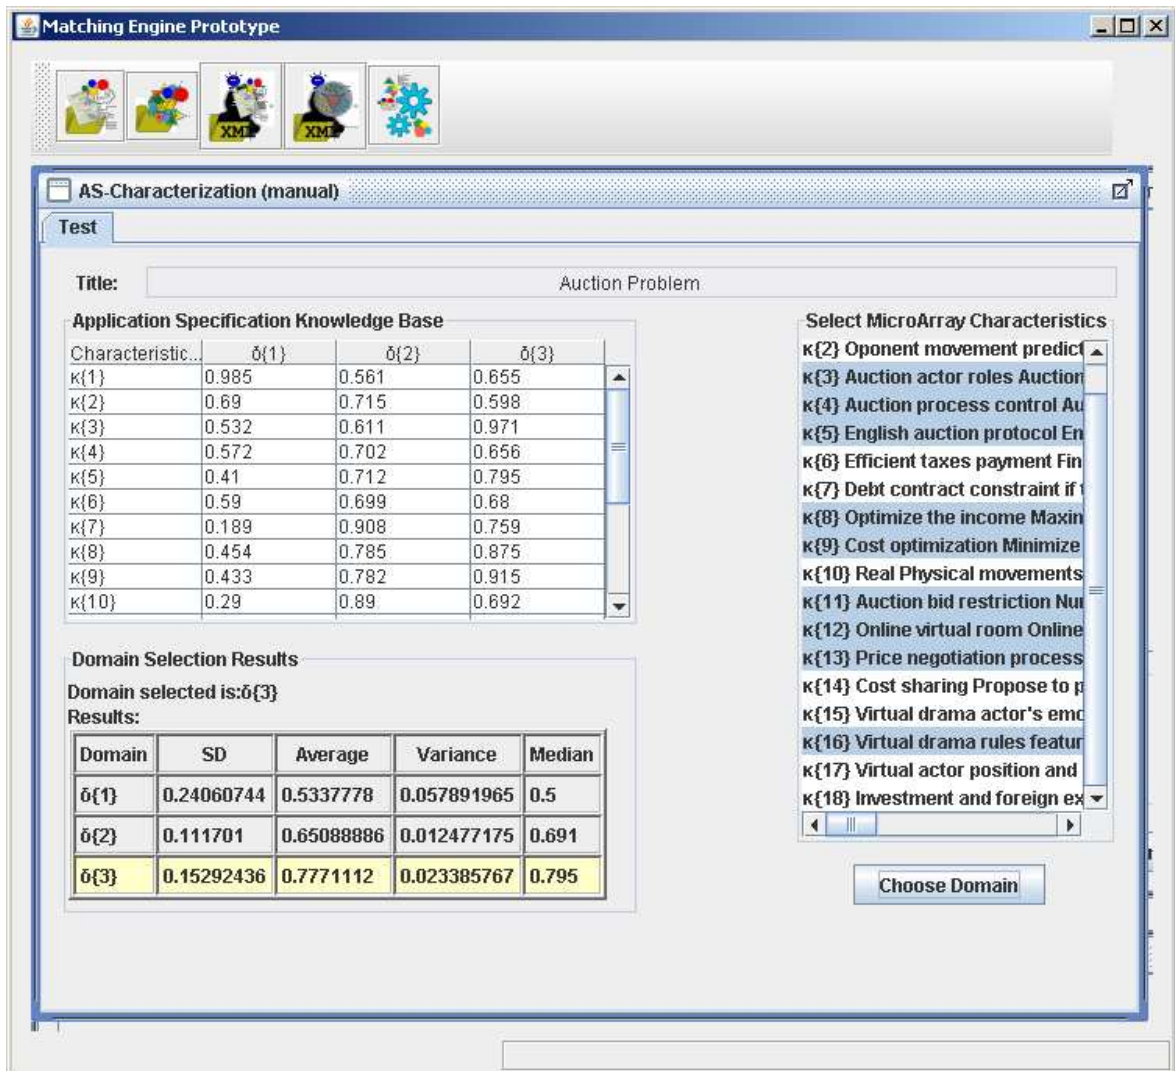 Matching Engine Prototype
XML
XML
AS-Characterization (manual)
Test
Title: Auction Problem
Application Specification Knowledge Base
Characteristic... δ{1} δ{2} δ{3}
κ{1} 0.985 0.561 0.655
κ{2} 0.69 0.715 0.598
κ{3} 0.532 0.611 0.971
κ{4} 0.572 0.702 0.656
κ{5} 0.41 0.712 0.795
κ{6} 0.59 0.699 0.68
κ{7} 0.189 0.908 0.759
κ{8} 0.454 0.785 0.875
κ{9} 0.433 0.782 0.915
κ{10} 0.29 0.89 0.692
Domain Selection Results
Domain selected is:δ{3}
Results:
Domain SD Average Variance Median
δ{1} 0.24060744 0.5337778 0.057891965 0.5
δ{2} 0.111701 0.65088886 0.012477175 0.691
δ{3} 0.15292436 0.7771112 0.023385767 0.795
Select MicroArray Characteristics
κ{2} Oponent movement predict
κ{3} Auction actor roles Auction
κ{4} Auction process control Au
κ{5} English auction protocol En
κ{6} Efficient taxes payment Fin
κ{7} Debt contract constraint if t
κ{8} Optimize the income Maxin
κ{9} Cost optimization Minimize
κ{10} Real Physical movements
κ{11} Auction bid restriction Nu
κ{12} Online virtual room Online
κ{13} Price negotiation process
κ{14} Cost sharing Propose to p
κ{15} Virtual drama actor's emo
κ{16} Virtual drama rules featur
κ{17} Virtual actor position and
κ{18} Investment and foreign ex
Choose Domain